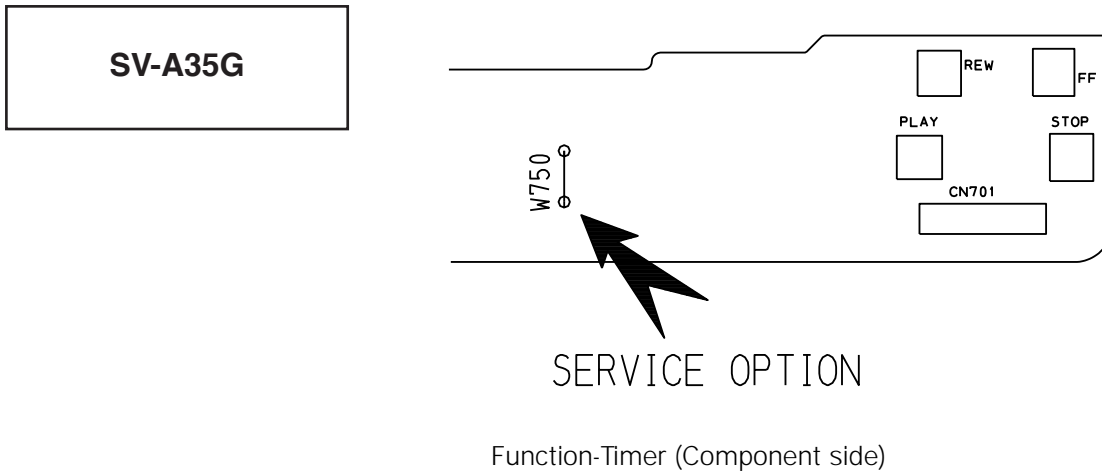 SV-A35G
REW
FF
PLAY
STOP
W750
CN701
SERVICE OPTION
Function-Timer (Component side)